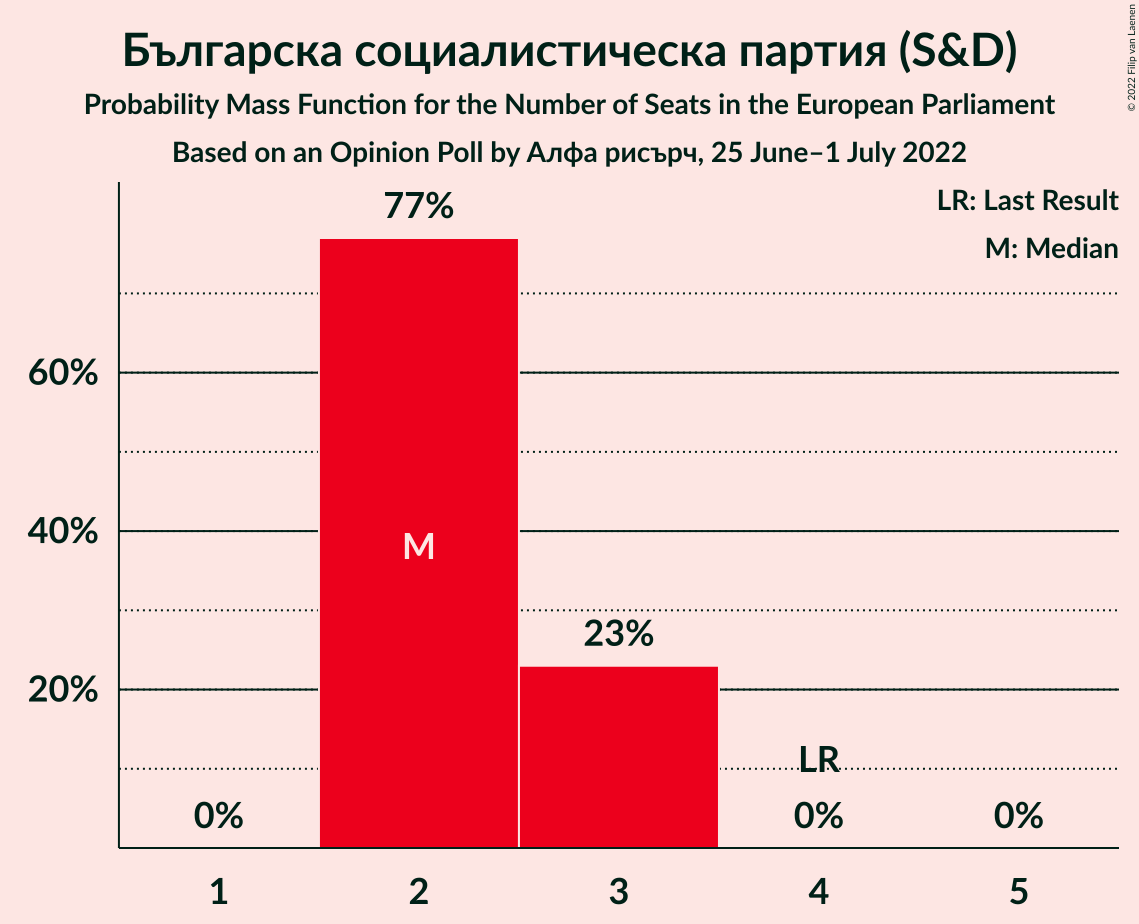 Българска социалистическа партия (S&D)
Probability Mass Function for the Number of Seats in the European Parliament
Based on an Opinion Poll by Алфа рисърч, 25 June–1 July 2022
© 2022 Filip van Laenen
LR: Last Result
M: Median
77%
60%
40%
M
23%
20%
LR
0%
0%
0%
1
2
3
4
5